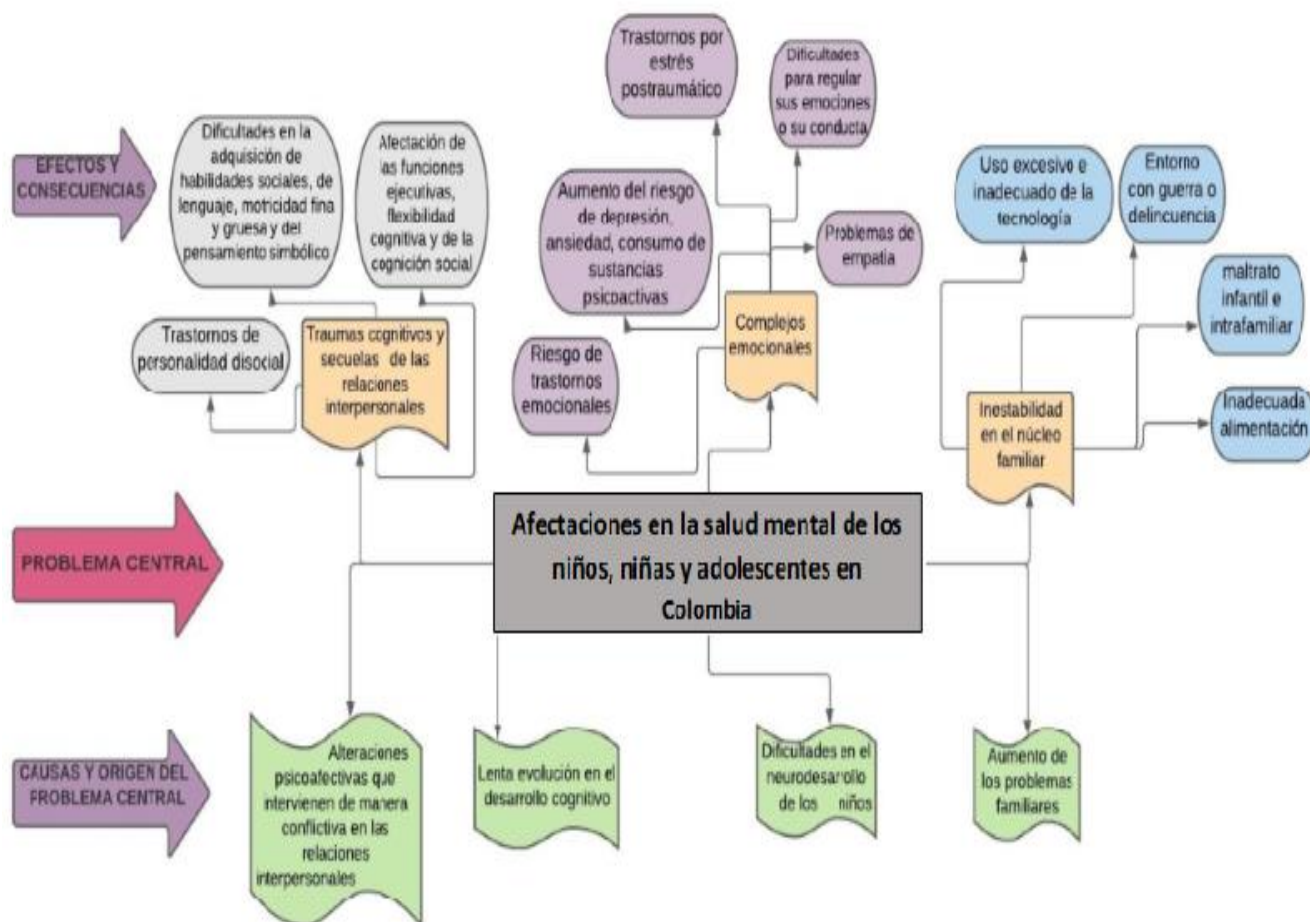 EFECTOS Y
CONSECUENCIAS
Dificultades en la
adquisición de
habilidades sociales, de
lenguaje, motricidad fina
y gruesa y del
pensamiento simbólico
Afectación de
las funciones
ejecutivas,
flexibilidad
cognitiva y de la
cognición social
Trastornos de
personalidad disocial
Traumas cognitivos y
secuelas de las
relaciones
interpersonales
Trastornos por
estrés
postraumático
Dificultades
para regular
sus emociones
o su conducta
Aumento del riesgo
de depresión,
ansiedad, consumo de
sustancias
psicoactivas
Problemas de
empatia
Riesgo de
trastornos
emocionales
Complejos
emocionales
Uso excesivo e
inadecuado de la
tecnología
Entorno
con guerra o
delincuencia
maltrato
infantil e
intrafamiliar
Inadecuada
alimentación
Inestabilidad
en el núcleo
familiar
PROBLEMA CENTRAL
Afectaciones en la salud mental de los
niños, niñas y adolescentes en
Colombia
CAUSAS Y ORIGEN DEL
PROBLEMA CENTRAL
Alteraciones
psicoafectivas que
intervienen de manera
conflictiva en las
relaciones
interpersonales
Lenta evolución en el
desarrollo cognitivo
Dificultades en el
neurodesarollo
de los niños
Aumento de
los problemas
familiares